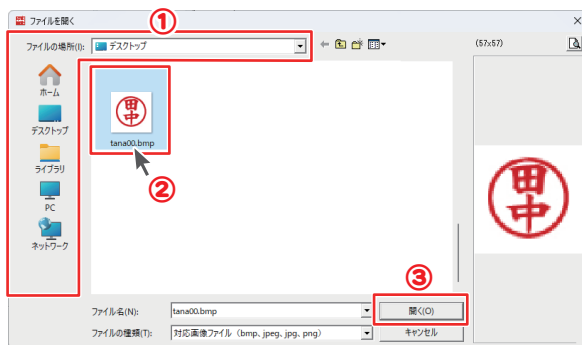 ファイルを開く
①
ファイルの場所(I):
デスクトップ
(57x57)
ホーム
デスクトップ
ライブラリ
PC
ネットワーク
田中
tana00.bmp
②
田中
③
ファイル名(N):
tana00.bmp
開く(O)
ファイルの種類(T):
対応画像ファイル (bmp、jpeg、jpg、png)
キャンセル